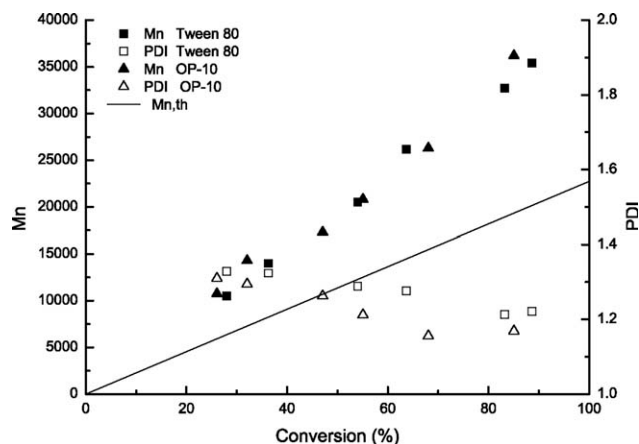 40000
35000
30000
25000
20000
15000
10000
5000
0
Mn
Mn Tween 80
PDI Tween 80
Mn OP-10
PDI OP-10
Mn,th
2.0
1.8
1.6
1.4
1.2
1.0
PDI
0 20 40 60 80 100
Conversion (%)